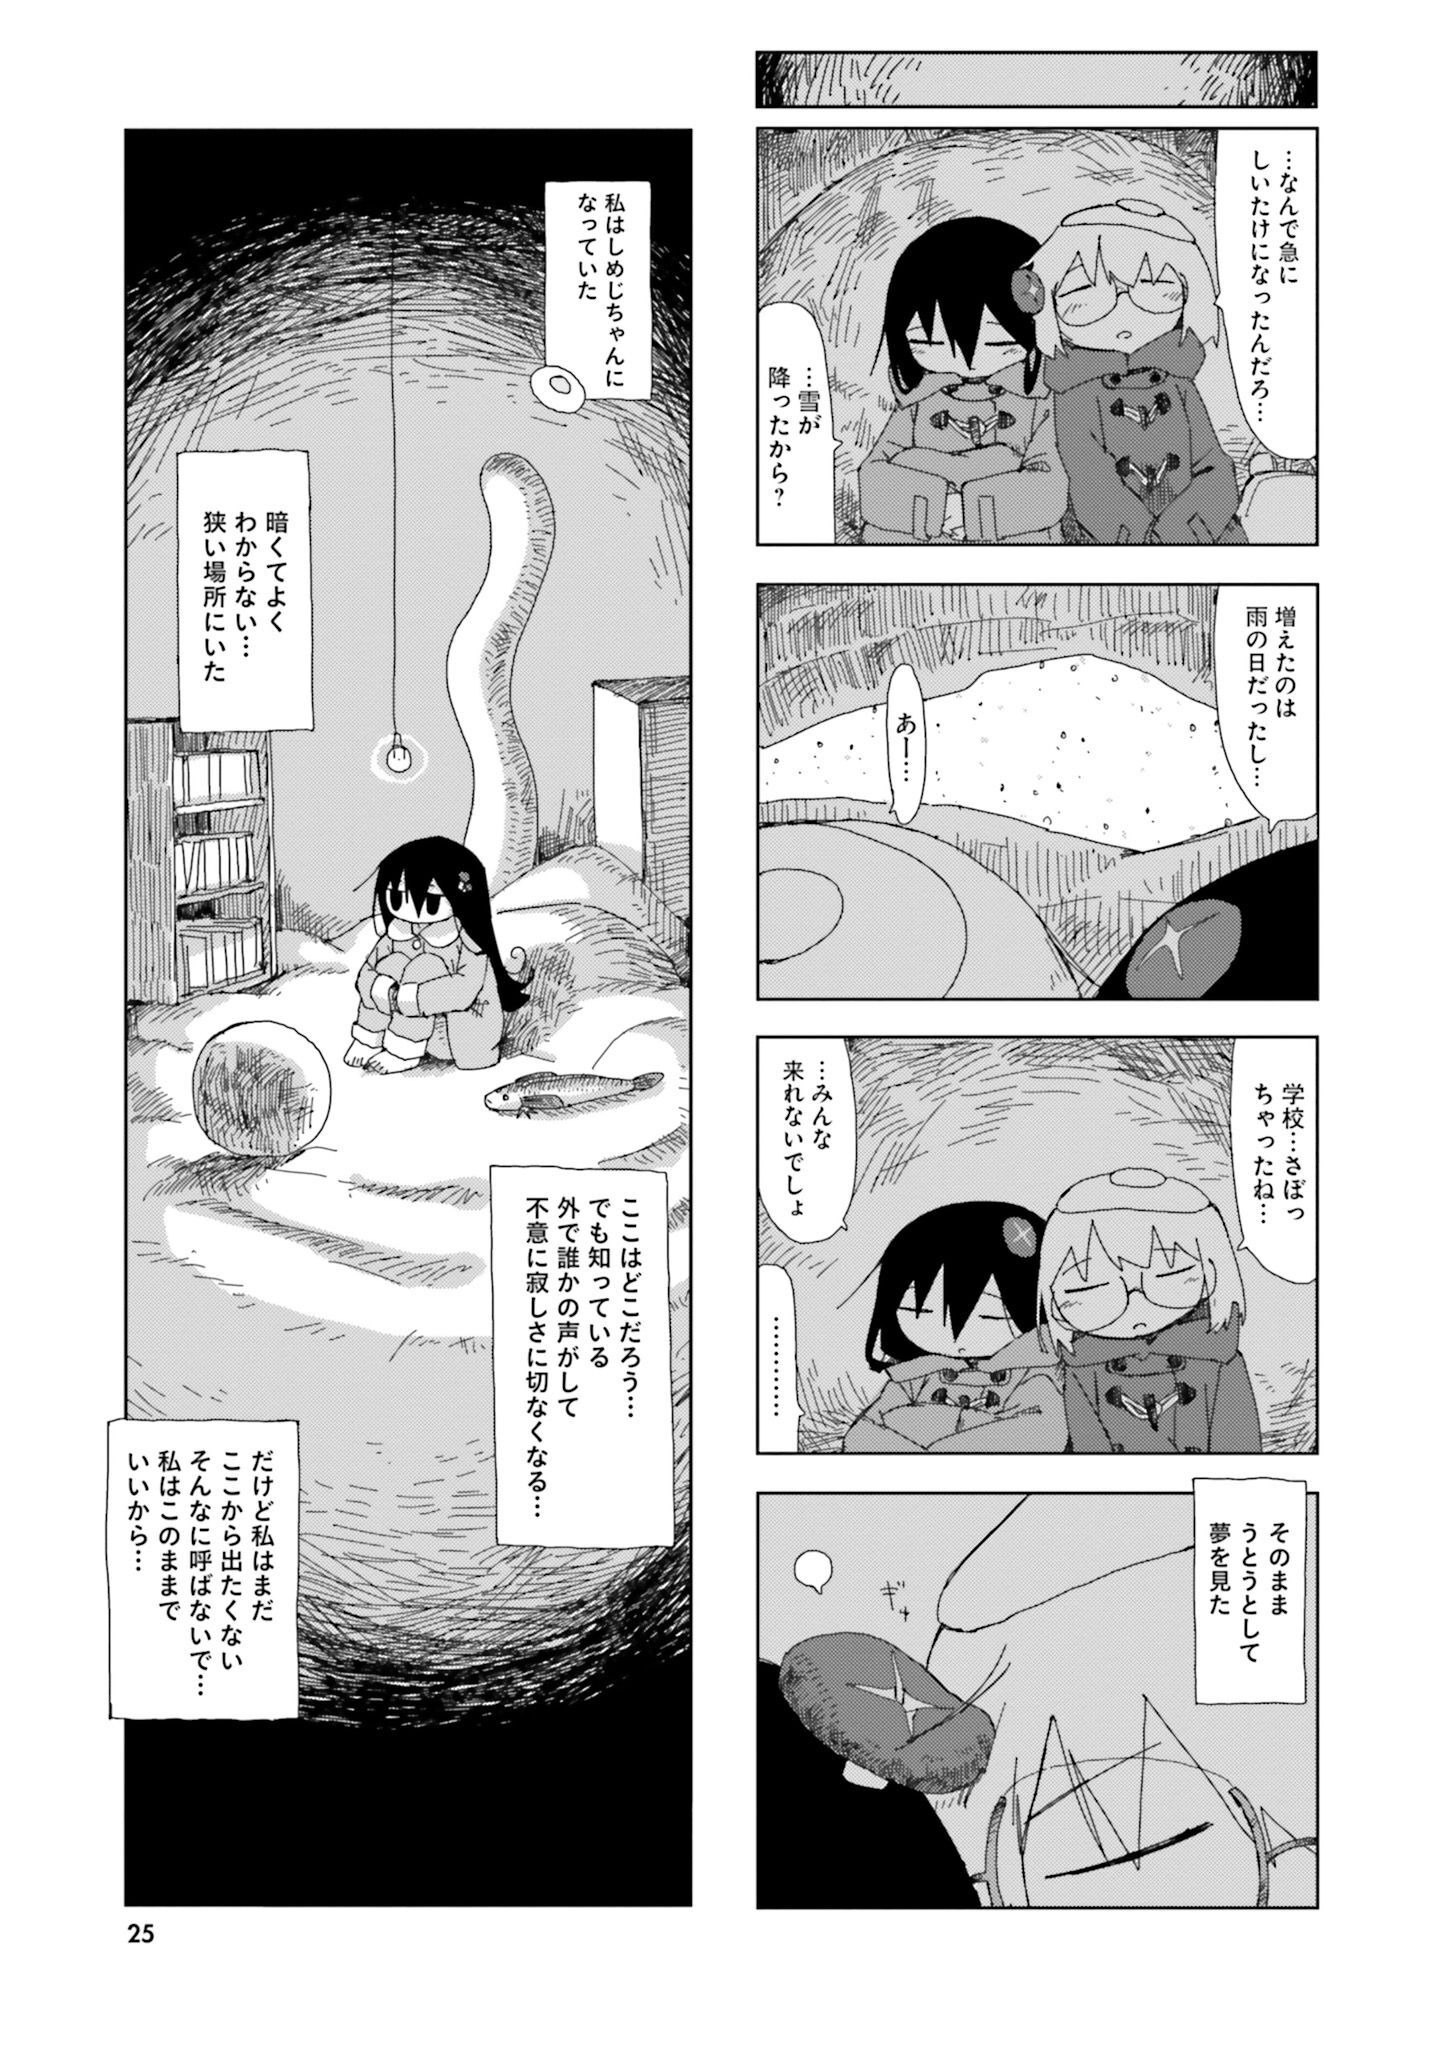 …なんで急に
しいたけになったんだろ…
…雪が
降ったから？
増えたのは
雨の日だったし…
あー…
学校…さぼっ
ちゃったね…
…みんな
来れないでしょ
…………
そのまま
うとうとして
夢を見た
ぎゅ
私はしめじちゃんに
なっていた
暗くてよく
わからない…
狭い場所にいた
ここはどこだろう…
でも知っている
外で誰かの声がして
不意に寂しさに切なくなる…
だけど私はまだ
ここから出たくない
そんなに呼ばないで…
私はこのままで
いいから…
25